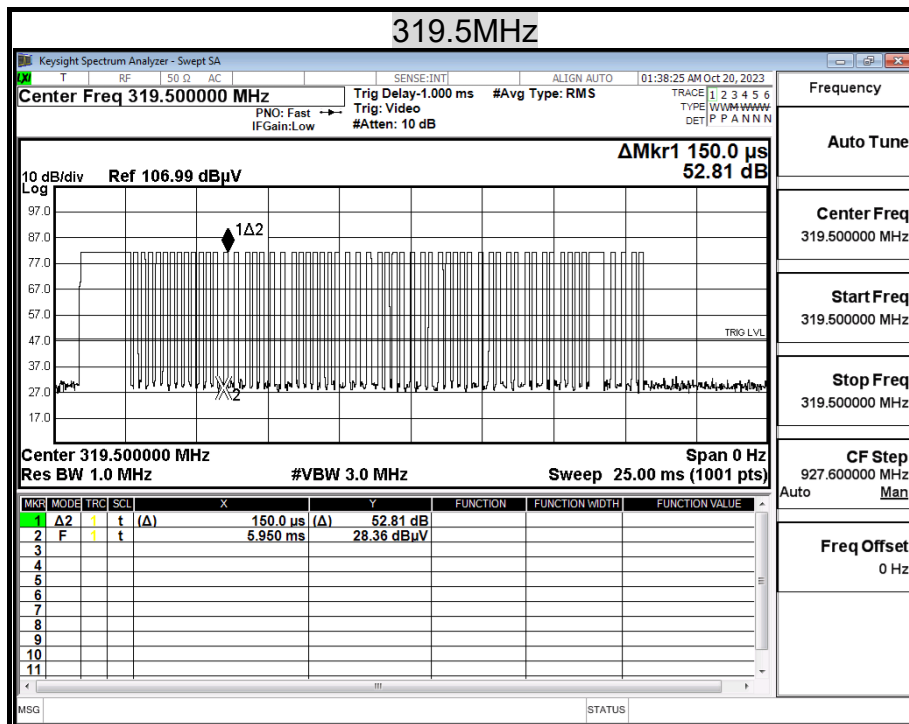 319.5MHz
Keysight Spectrum Analyzer - Swept SA
LXI T RF 50 Ω AC SENSE:INT ALIGN AUTO 01:38:25 AM Oct 20, 2023
Center Freq 319.500000 MHz
PNO: Fast
IFGain:Low
Trig Delay-1.000 ms
Trig: Video
#Atten: 10 dB
#Avg Type: RMS
TRACE 1 2 3 4 5 6
TYPE WWMWWWW
DET P P A N N N
ΔMkr1 150.0 µs
52.81 dB
10 dB/div Ref 106.99 dBµV
Log
97.0
87.0
77.0
67.0
57.0
47.0
37.0
27.0
17.0
1Δ2
TRIG LVL
2
Center 319.500000 MHz Span 0 Hz
Res BW 1.0 MHz #VBW 3.0 MHz Sweep 25.00 ms (1001 pts)
MKR MODE TRC SCL X Y FUNCTION FUNCTION WIDTH FUNCTION VALUE
1 Δ2 1 t (Δ) 150.0 µs (Δ) 52.81 dB
2 F 1 t 5.950 ms 28.36 dBµV
3
4
5
6
7
8
9
10
11
MSG STATUS
Frequency
Auto Tune
Center Freq
319.500000 MHz
Start Freq
319.500000 MHz
Stop Freq
319.500000 MHz
CF Step
927.600000 MHz
Auto Man
Freq Offset
0 Hz